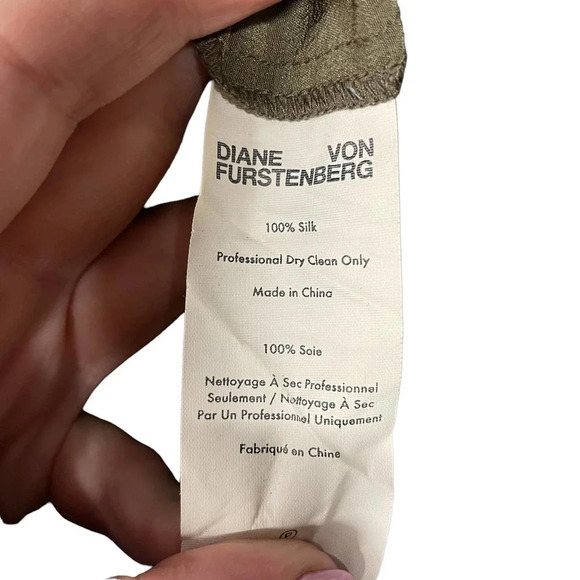 DIANE VON
FURSTENBERG
100% Silk
Professional Dry Clean Only
Made in China
100% Soie
Nettoyage À Sec Professionnel
Seulement / Nettoyage À Sec
Par Un Professionnel Uniquement
Fabriqué en Chine